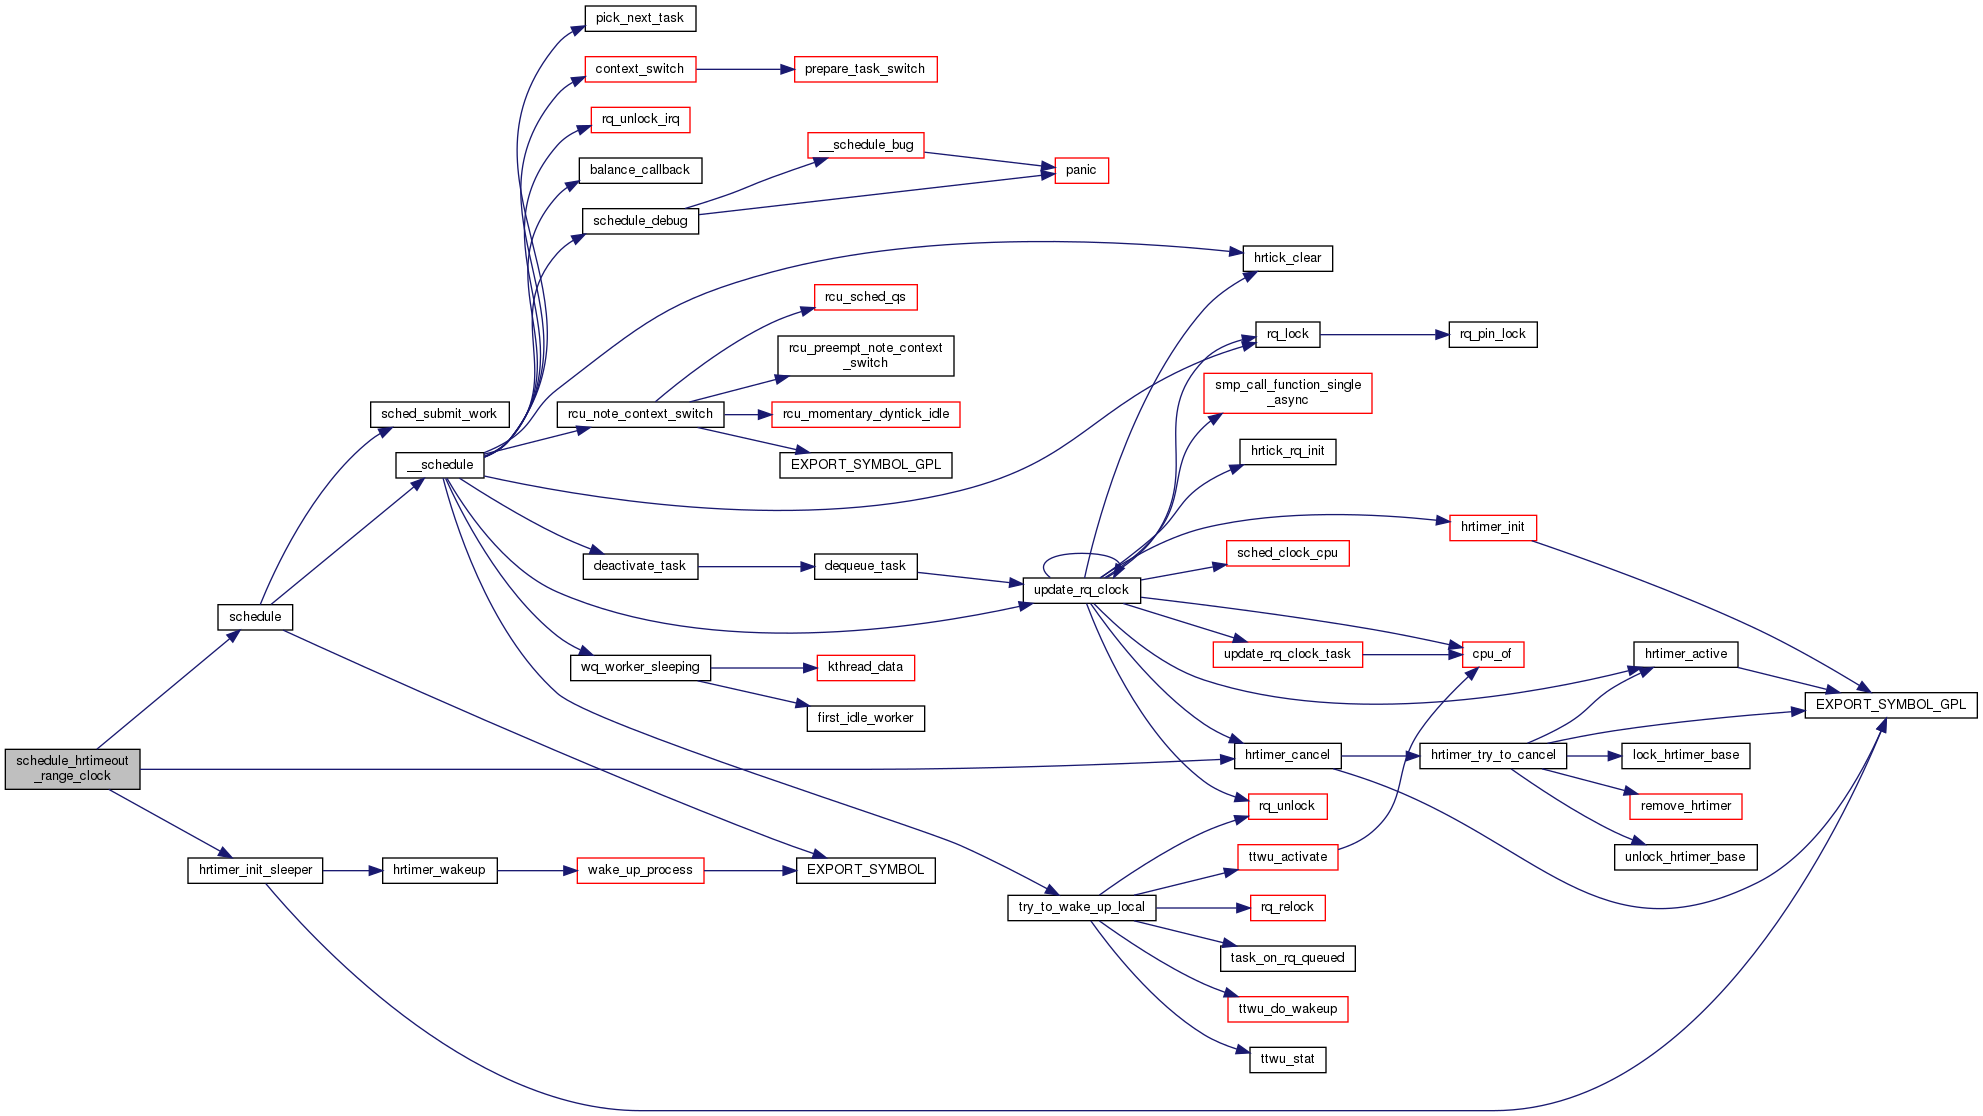 pick_next_task
context_switch
prepare_task_switch
rq_unlock_irq
__schedule_bug
balance_callback
panic
schedule_debug
hrtick_clear
rcu_sched_qs
rq_lock
rq_pin_lock
rcu_preempt_note_context
_switch
smp_call_function_single
_async
sched_submit_work
rcu_note_context_switch
rcu_momentary_dyntick_idle
hrtick_rq_init
__schedule
EXPORT_SYMBOL_GPL
hrtimer_init
sched_clock_cpu
deactivate_task
dequeue_task
update_rq_clock
schedule
update_rq_clock_task
cpu_of
hrtimer_active
wq_worker_sleeping
kthread_data
EXPORT_SYMBOL_GPL
first_idle_worker
schedule_hrtimeout
_range_clock
hrtimer_cancel
hrtimer_try_to_cancel
lock_hrtimer_base
rq_unlock
remove_hrtimer
ttwu_activate
unlock_hrtimer_base
hrtimer_init_sleeper
hrtimer_wakeup
wake_up_process
EXPORT_SYMBOL
try_to_wake_up_local
rq_relock
task_on_rq_queued
ttwu_do_wakeup
ttwu_stat